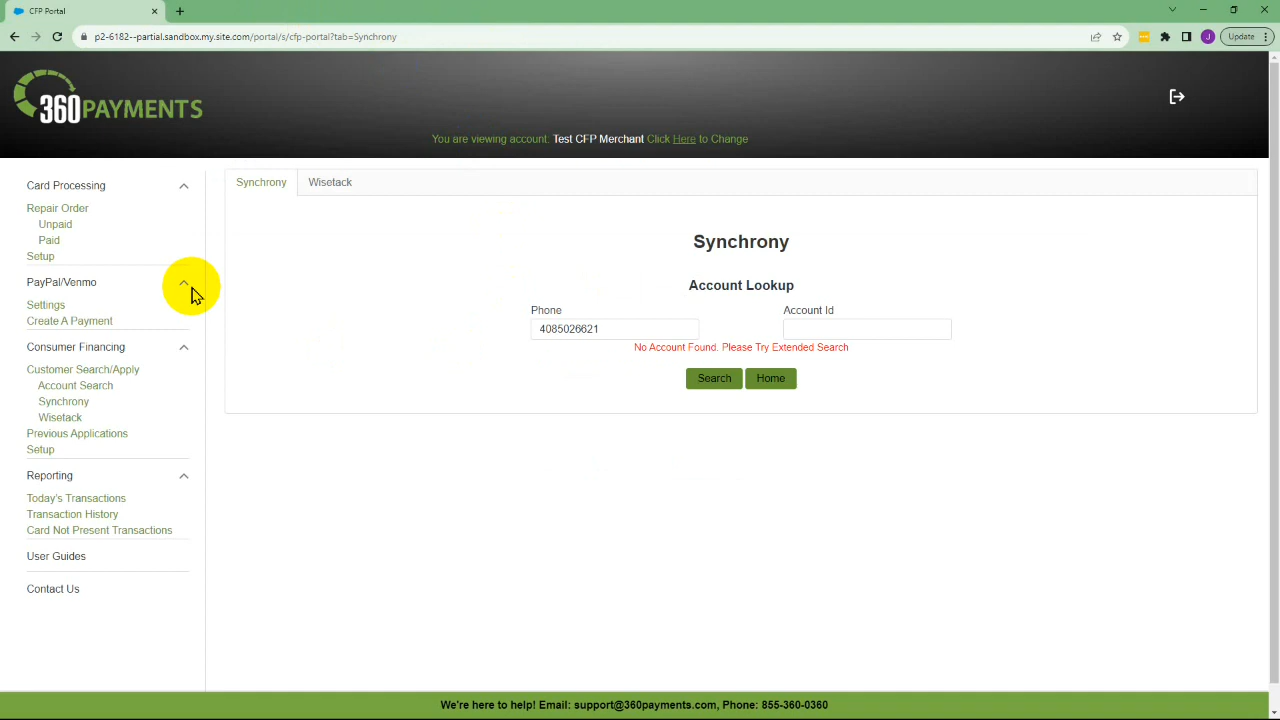 CFP Portal
p2-6182--partial.sandbox.my.site.com/portal/s/cfp-portal?tab=Synchrony
J
Update
360PAYMENTS
You are viewing account: Test CFP Merchant Click Here to Change
Card Processing
Repair Order
Unpaid
Paid
Setup
PayPal/Venmo
Settings
Create A Payment
Consumer Financing
Customer Search/Apply
Account Search
Synchrony
Wisetack
Previous Applications
Setup
Reporting
Today's Transactions
Transaction History
Card Not Present Transactions
User Guides
Contact Us
Synchrony Wisetack
Synchrony
Account Lookup
Phone Account Id
4085026621
No Account Found. Please Try Extended Search
Search Home
We're here to help! Email: support@360payments.com, Phone: 855-360-0360